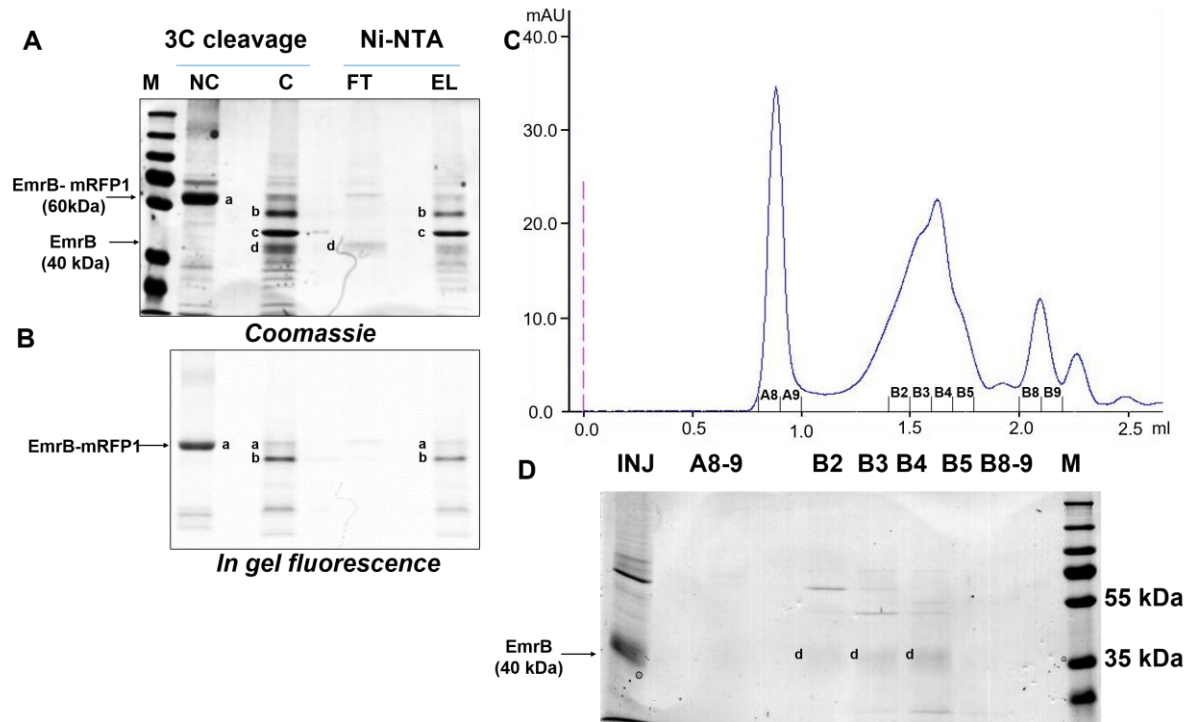 A
3C cleavage Ni-NTA
M NC C FT EL
EmrB- mRFP1
(60kDa)
EmrB
(40 kDa)
a
b
c
d
d
b
c
Coomassie
B
EmrB-mRFP1
a
a
b
a
b
In gel fluorescence
C
mAU
40.0
30.0
20.0
10.0
0.0
A8 A9 B2 B3 B4 B5 B8 B9
0.0 0.5 1.0 1.5 2.0 2.5 ml
D
INJ A8-9 B2 B3 B4 B5 B8-9 M
55 kDa
35 kDa
EmrB
(40 kDa)
d d d